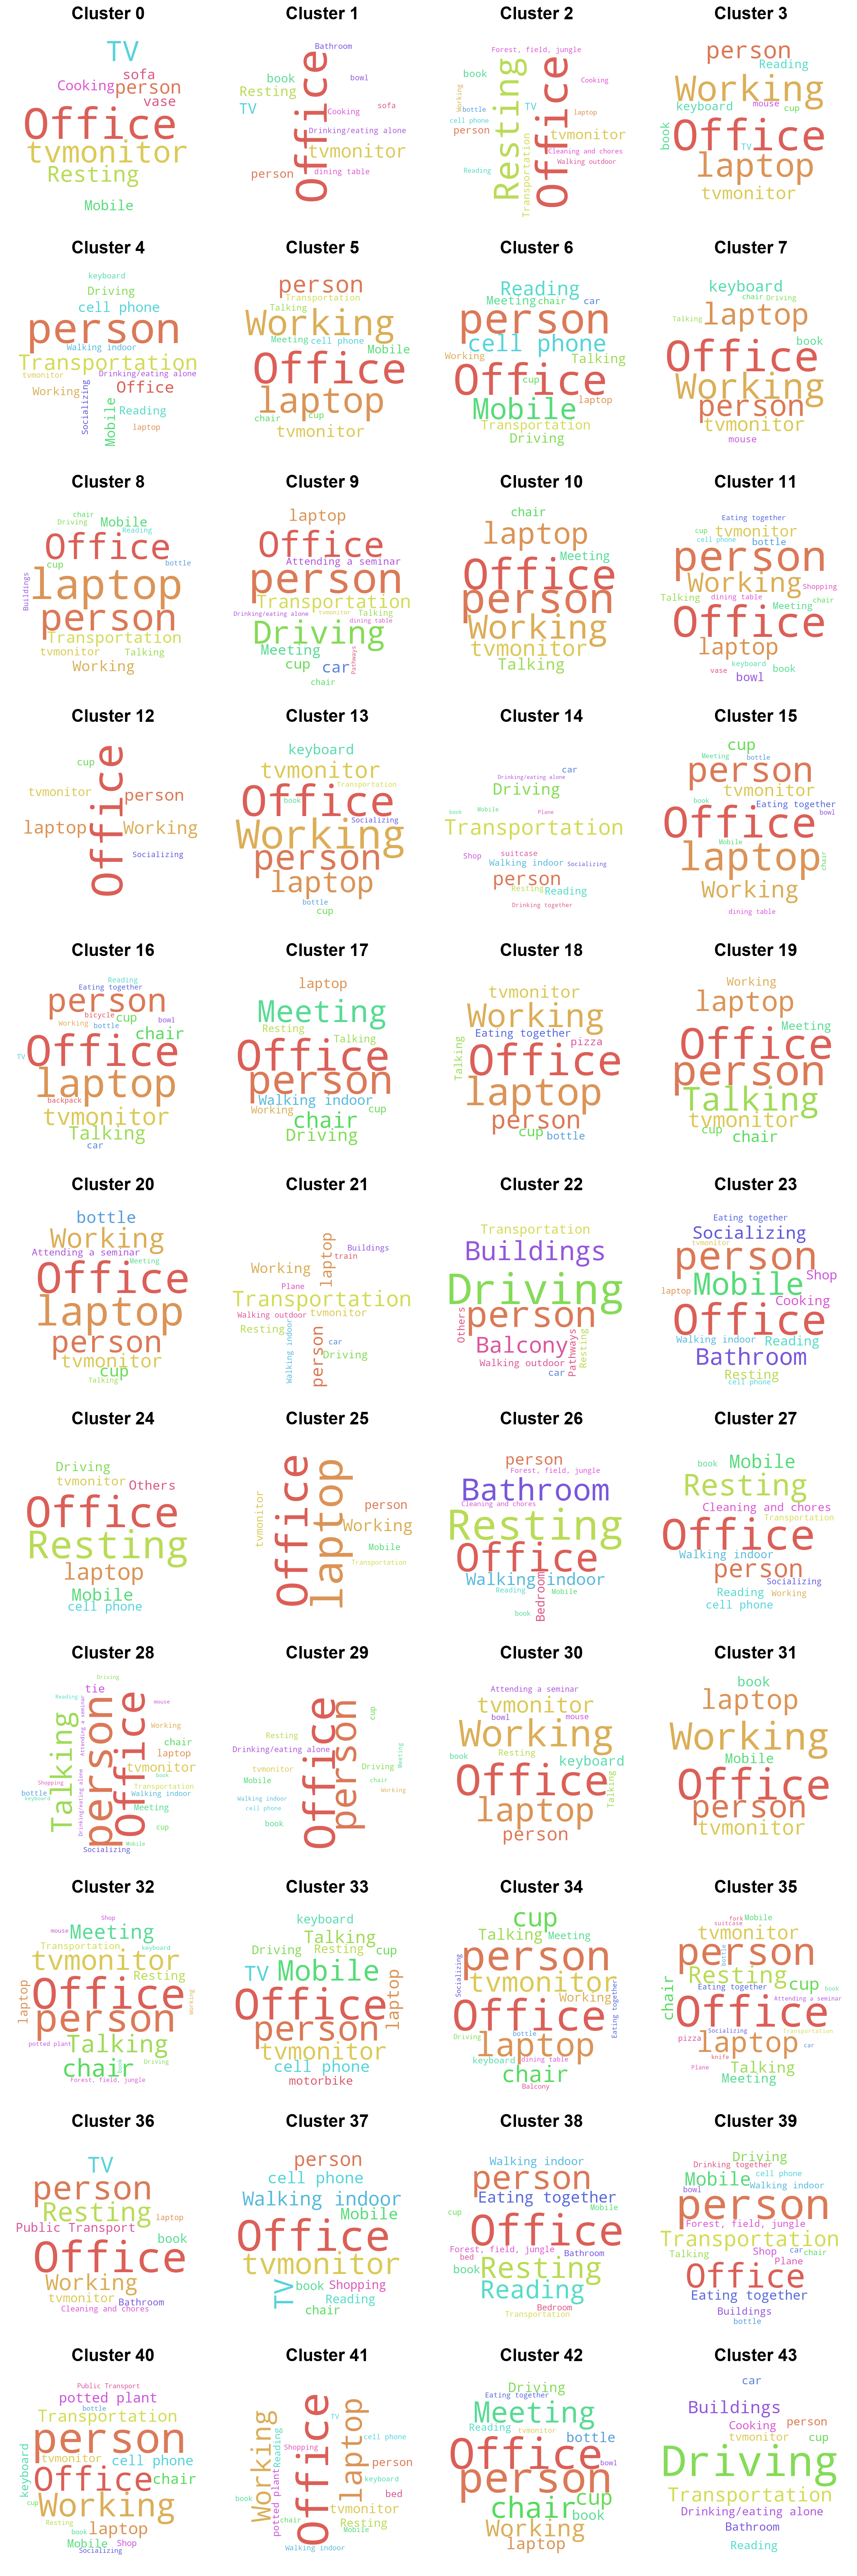 Cluster 0
TV
sofa
Cooking person
vase
Office
tvmonitor
Resting
Mobile
Cluster 1
Bathroom
book
bowl
Resting
TV
sofa
Cooking
Office
Drinking/eating alone
tvmonitor
person
dining table
Cluster 2
Forest, field, jungle
book
Cooking
Working
Resting
Office
bottle
TV
laptop
cell phone
person
tvmonitor
Cleaning and chores
Walking outdoor
Reading
Transportation
Cluster 3
person
Reading
Working
keyboard
mouse
cup
book
Office
TV
laptop
tvmonitor
Cluster 4
keyboard
Driving
cell phone
person
Walking indoor
Transportation
tvmonitor
Drinking/eating alone
Working
Office
Socializing
Mobile
Reading
laptop
Cluster 5
person
Transportation
Talking
Working
Meeting
cell phone
Mobile
Office
laptop
chair
cup
tvmonitor
Cluster 6
Reading
Meeting
chair
car
person
cell phone
Working
Talking
Office
cup
Mobile
laptop
Transportation
Driving
Cluster 7
keyboard
chair
Driving
Talking
laptop
book
Office
Working
person
tvmonitor
mouse
Cluster 8
chair
Driving
Mobile
Reading
Office
cup
bottle
Buildings
laptop
person
Transportation
tvmonitor
Talking
Working
Cluster 9
laptop
Office
Attending a seminar
person
Transportation
Drinking/eating alone
tvmonitor
Talking
dining table
Driving
Meeting
cup
car
Pathways
chair
Cluster 10
chair
laptop
Meeting
Office
person
Working
tvmonitor
Talking
Cluster 11
Eating together
cup
tvmonitor
cell phone
bottle
person
Working
Shopping
Talking
dining table
chair
Meeting
Office
laptop
keyboard
vase
book
bowl
Cluster 12
cup
Office
tvmonitor
person
laptop
Working
Socializing
Cluster 13
keyboard
tvmonitor
Transportation
Office
book
Socializing
Working
person
laptop
bottle
cup
Cluster 14
car
Drinking/eating alone
Driving
book
Mobile
Plane
Transportation
Shop
suitcase
Walking indoor
Socializing
person
Resting
Reading
Drinking together
Cluster 15
cup
Meeting
bottle
person
tvmonitor
book
Eating together
bowl
Office
Mobile
laptop
chair
Working
dining table
Cluster 16
Reading
Eating together
person
bicycle
cup
bowl
Working
bottle
chair
TV
Office
laptop
backpack
tvmonitor
Talking
car
Cluster 17
laptop
Meeting
Resting
Talking
Office
person
Walking indoor
Working
cup
chair
Driving
Cluster 18
tvmonitor
Working
Eating together
pizza
Talking
Office
laptop
person
cup
bottle
Cluster 19
Working
laptop
Meeting
Office
person
Talking
tvmonitor
cup
chair
Cluster 20
bottle
Working
Attending a seminar
Meeting
Office
laptop
person
tvmonitor
cup
Talking
Cluster 21
laptop
Buildings
train
Working
Plane
Transportation
Walking outdoor
tvmonitor
Resting
Walking indoor
person
car
Driving
Cluster 22
Transportation
Buildings
Driving
person
Others
Balcony
Pathways
Resting
Walking outdoor
car
Cluster 23
Eating together
Socializing
tvmonitor
person
Shop
laptop
Mobile
Cooking
Office
Walking indoor
Reading
Bathroom
Resting
cell phone
Cluster 24
Driving
tvmonitor
Others
Office
Resting
laptop
Mobile
cell phone
Cluster 25
Office
laptop
tvmonitor
person
Working
Mobile
Transportation
Cluster 26
person
Forest, field, jungle
Bathroom
Cleaning and chores
Resting
Office
Walking indoor
Reading
Mobile
Bedroom
book
Cluster 27
book
Mobile
Resting
Cleaning and chores
Transportation
Office
Walking indoor
person
Socializing
Reading
Working
cell phone
Cluster 28
Driving
tie
Reading
mouse
Talking
Attending a seminar
person
Office
Working
chair
laptop
tvmonitor
book
Shopping
Transportation
bottle
keyboard
Walking indoor
Drinking/eating alone
Meeting
cup
Mobile
Socializing
Cluster 29
Office
person
cup
Resting
Drinking/eating alone
Meeting
tvmonitor
Driving
Mobile
chair
Working
Walking indoor
cell phone
book
Cluster 30
Attending a seminar
tvmonitor
bowl
mouse
Working
book
Resting
keyboard
Office
Talking
laptop
person
Cluster 31
book
laptop
Working
Mobile
Office
person
tvmonitor
Cluster 32
Shop
mouse
Meeting
Transportation
keyboard
tvmonitor
Resting
laptop
Office
Working
person
potted plant
Talking
chair
Driving
Forest, field, jungle
Cluster 33
keyboard
Talking
Driving
Resting
cup
TV
Mobile
laptop
Office
person
tvmonitor
cell phone
motorbike
Cluster 34
cup
Talking
Meeting
person
Socializing
tvmonitor
Working
Eating together
Office
Driving
bottle
laptop
keyboard
dining table
chair
Balcony
Cluster 35
fork
Mobile
suitcase
tvmonitor
person
bottle
Resting
chair
Eating together
cup
book
Attending a seminar
Office
Socializing
Transportation
pizza
laptop
car
knife
Plane
Talking
Meeting
Cluster 36
TV
person
Resting
laptop
Public Transport
book
Office
Working
tvmonitor
Bathroom
Cleaning and chores
Cluster 37
person
cell phone
Walking indoor
Mobile
Office
tvmonitor
TV
book
Shopping
Reading
chair
Cluster 38
Walking indoor
person
Eating together
Mobile
cup
Office
Forest, field, jungle
bed
Bathroom
book
Resting
Reading
Bedroom
Transportation
Cluster 39
Driving
Drinking together
Mobile
cell phone
bowl
Walking indoor
person
Forest, field, jungle
Transportation
Talking
Shop
car
chair
Plane
Office
Eating together
Buildings
bottle
Cluster 40
Public Transport
potted plant
bottle
Transportation
person
tvmonitor
cell phone
keyboard
Office
chair
cup
Working
Resting
book
laptop
Mobile
Shop
Socializing
Cluster 41
Working
Office
laptop
TV
Reading
Shopping
cell phone
person
keyboard
book
potted plant
bed
tvmonitor
chair
Resting
Mobile
Walking indoor
Cluster 42
Driving
Eating together
Meeting
Reading
tvmonitor
bottle
Office
bowl
person
chair
cup
book
Working
laptop
Cluster 43
car
Buildings
Cooking
person
tvmonitor
cup
Driving
Transportation
Drinking/eating alone
Bathroom
Reading